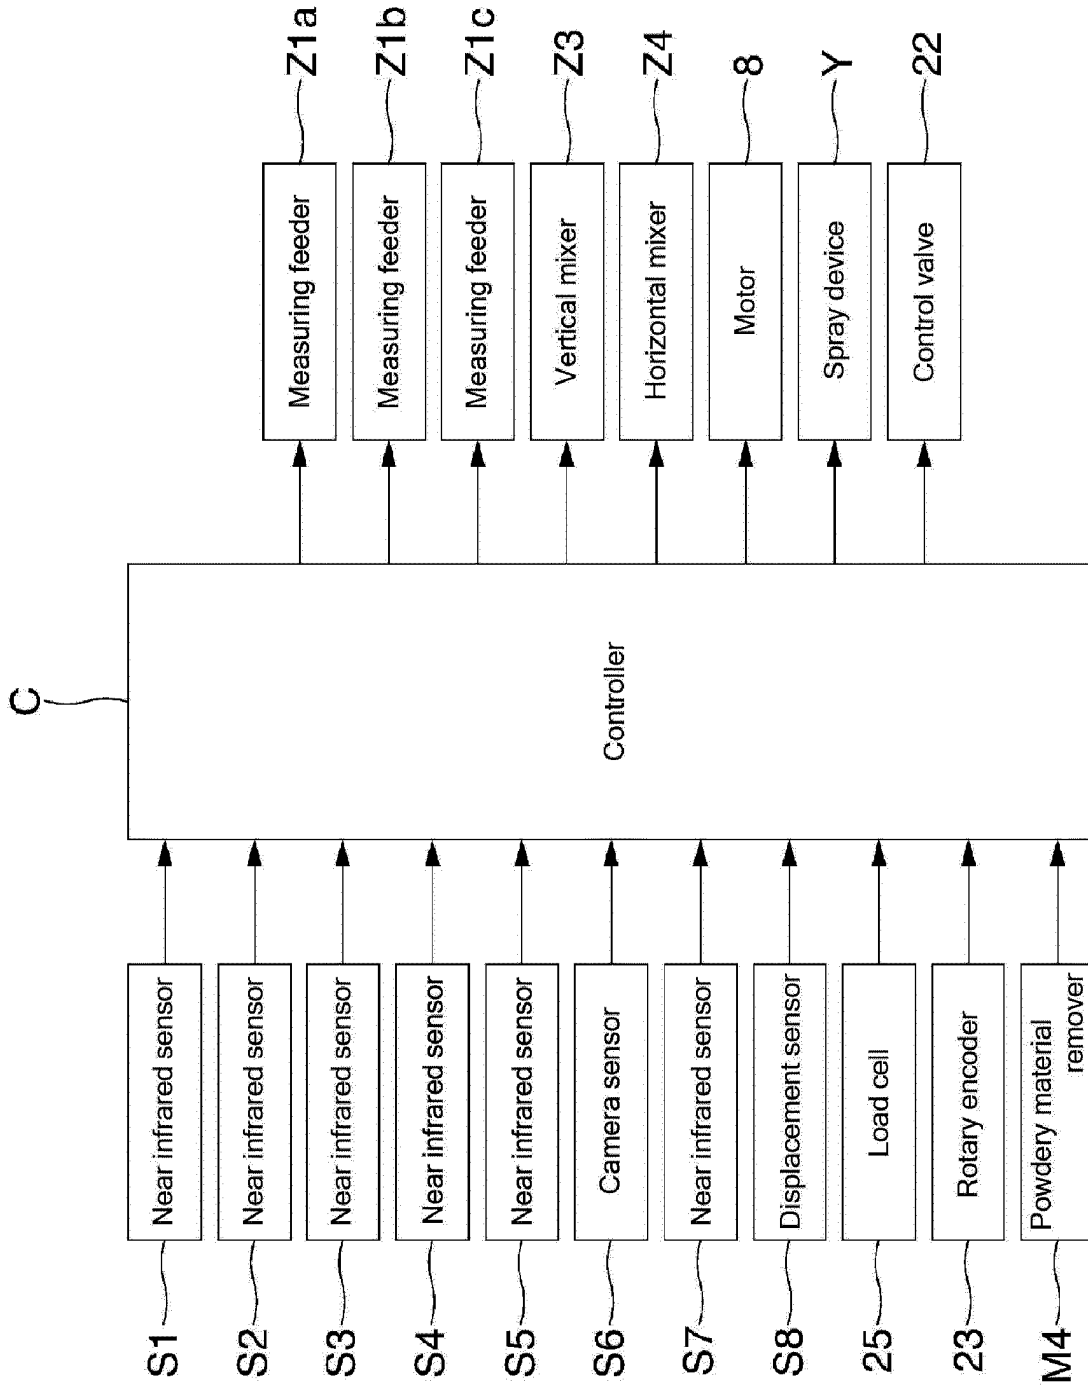 C
S1
Near infrared sensor
S2
Near infrared sensor
S3
Near infrared sensor
S4
Near infrared sensor
S5
Near infrared sensor
S6
Camera sensor
S7
Near infrared sensor
S8
Displacement sensor
25
Load cell
23
Rotary encoder
M4
Powdery material
remover
Controller
Measuring feeder
Z1a
Measuring feeder
Z1b
Measuring feeder
Z1c
Vertical mixer
Z3
Horizontal mixer
Z4
Motor
8
Spray device
Y
Control valve
22